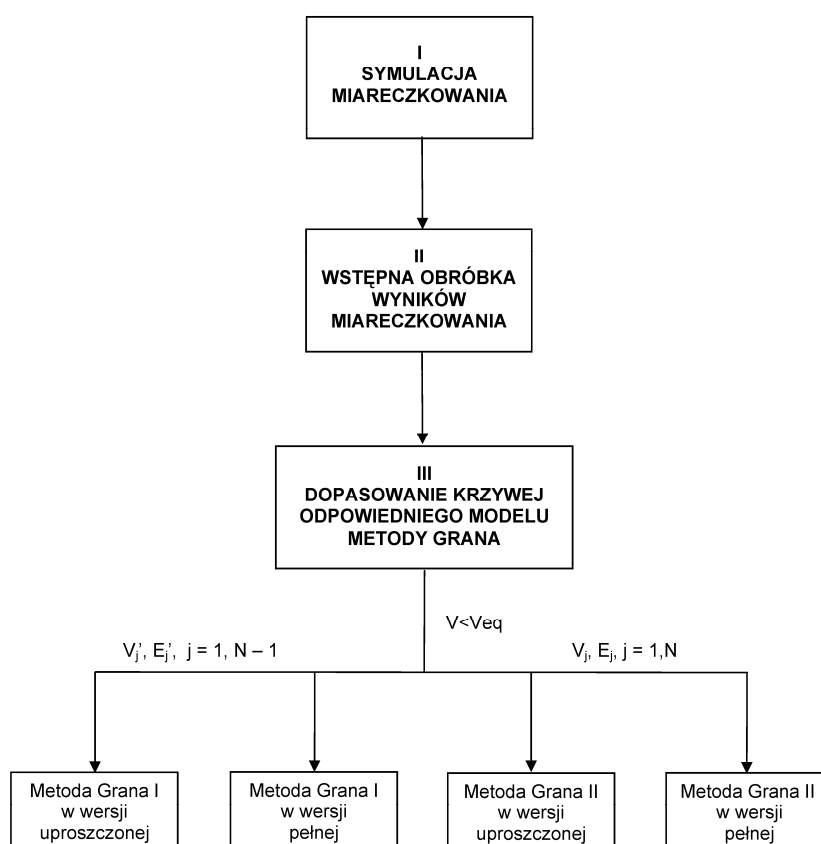 I
SYMULACJA
MIARECZKOWANIA
II
WSTĘPNA OBRÓBKA
WYNIKÓW
MIARECZKOWANIA
III
DOPASOWANIE KRZYWEJ
ODPOWIEDNIEGO MODELU
METODY GRANA
V<Veq
Vj’, Ej’, j = 1, N – 1
Vj, Ej, j = 1,N
Metoda Grana I
w wersji
uproszczonej
Metoda Grana I
w wersji
pełnej
Metoda Grana II
w wersji
uproszczonej
Metoda Grana II
w wersji
pełnej